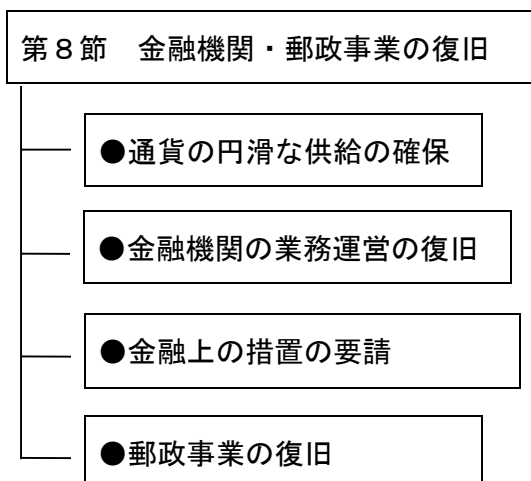 第８節　金融機関・郵政事業の復旧
●通貨の円滑な供給の確保
●金融機関の業務運営の復旧
●金融上の措置の要請
●郵政事業の復旧